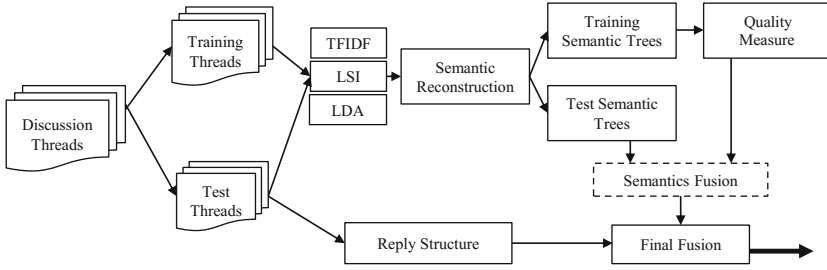 Discussion
Threads
Training
Threads
Test
Threads
TFIDF
LSI
LDA
Semantic
Reconstruction
Training
Semantic Trees
Quality
Measure
Test Semantic
Trees
Semantics Fusion
Reply Structure
Final Fusion